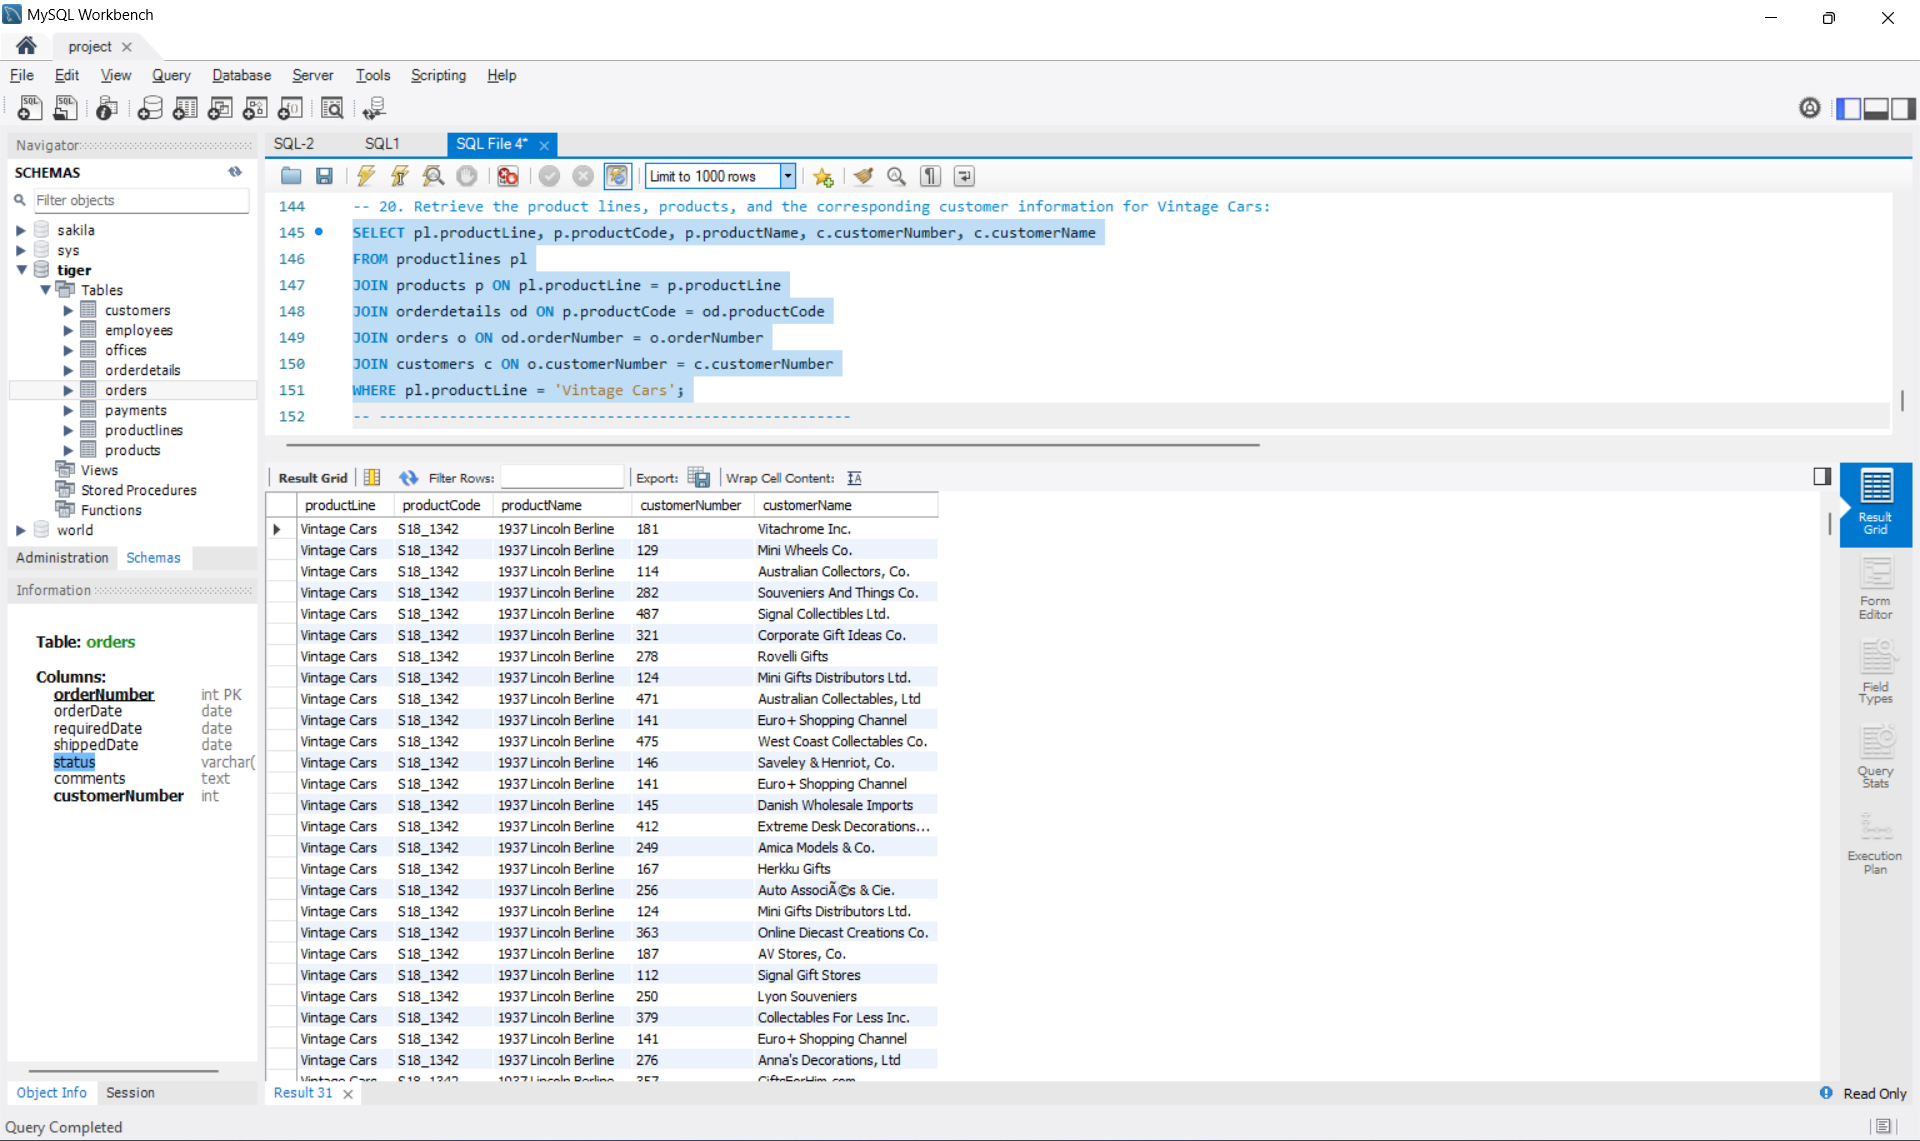 MySQL Workbench
project
File Edit View Query Database Server Tools Scripting Help
Navigator
SCHEMAS
Filter objects
sakila
sys
tiger
Tables
customers
employees
offices
orderdetails
orders
payments
productlines
products
Views
Stored Procedures
Functions
world
Administration Schemas
Information
Table: orders
Columns:
orderNumber int PK
orderDate date
requiredDate date
shippedDate date
status varchar(
comments text
customerNumber int
Object Info Session
Query Completed
SQL-2 SQL1 SQL File 4*
Limit to 1000 rows
144 -- 20. Retrieve the product lines, products, and the corresponding customer information for Vintage Cars:
145 SELECT pl.productLine, p.productCode, p.productName, c.customerNumber, c.customerName
146 FROM productlines pl
147 JOIN products p ON pl.productLine = p.productLine
148 JOIN orderdetails od ON p.productCode = od.productCode
149 JOIN orders o ON od.orderNumber = o.orderNumber
150 JOIN customers c ON o.customerNumber = c.customerNumber
151 WHERE pl.productLine = 'Vintage Cars';
152 -- ------------------------------------------------------
Result Grid Filter Rows: Export: Wrap Cell Content:
productLine productCode productName customerNumber customerName
Vintage Cars S18_1342 1937 Lincoln Berline 181 Vitachrome Inc.
Vintage Cars S18_1342 1937 Lincoln Berline 129 Mini Wheels Co.
Vintage Cars S18_1342 1937 Lincoln Berline 114 Australian Collectors, Co.
Vintage Cars S18_1342 1937 Lincoln Berline 282 Souveniers And Things Co.
Vintage Cars S18_1342 1937 Lincoln Berline 487 Signal Collectibles Ltd.
Vintage Cars S18_1342 1937 Lincoln Berline 321 Corporate Gift Ideas Co.
Vintage Cars S18_1342 1937 Lincoln Berline 278 Rovelli Gifts
Vintage Cars S18_1342 1937 Lincoln Berline 124 Mini Gifts Distributors Ltd.
Vintage Cars S18_1342 1937 Lincoln Berline 471 Australian Collectables, Ltd
Vintage Cars S18_1342 1937 Lincoln Berline 141 Euro+ Shopping Channel
Vintage Cars S18_1342 1937 Lincoln Berline 475 West Coast Collectables Co.
Vintage Cars S18_1342 1937 Lincoln Berline 146 Saveley & Henriot, Co.
Vintage Cars S18_1342 1937 Lincoln Berline 141 Euro+ Shopping Channel
Vintage Cars S18_1342 1937 Lincoln Berline 145 Danish Wholesale Imports
Vintage Cars S18_1342 1937 Lincoln Berline 412 Extreme Desk Decorations...
Vintage Cars S18_1342 1937 Lincoln Berline 249 Amica Models & Co.
Vintage Cars S18_1342 1937 Lincoln Berline 167 Herkku Gifts
Vintage Cars S18_1342 1937 Lincoln Berline 256 Auto AssociÃ©s & Cie.
Vintage Cars S18_1342 1937 Lincoln Berline 124 Mini Gifts Distributors Ltd.
Vintage Cars S18_1342 1937 Lincoln Berline 363 Online Diecast Creations Co.
Vintage Cars S18_1342 1937 Lincoln Berline 187 AV Stores, Co.
Vintage Cars S18_1342 1937 Lincoln Berline 112 Signal Gift Stores
Vintage Cars S18_1342 1937 Lincoln Berline 250 Lyon Souveniers
Vintage Cars S18_1342 1937 Lincoln Berline 379 Collectables For Less Inc.
Vintage Cars S18_1342 1937 Lincoln Berline 141 Euro+ Shopping Channel
Vintage Cars S18_1342 1937 Lincoln Berline 276 Anna's Decorations, Ltd
Vintage Cars S18_1342 1937 Lincoln Berline 357 GiftsForHim.com
Result 31
Read Only
Result
Grid
Form
Editor
Field
Types
Query
Stats
Execution
Plan